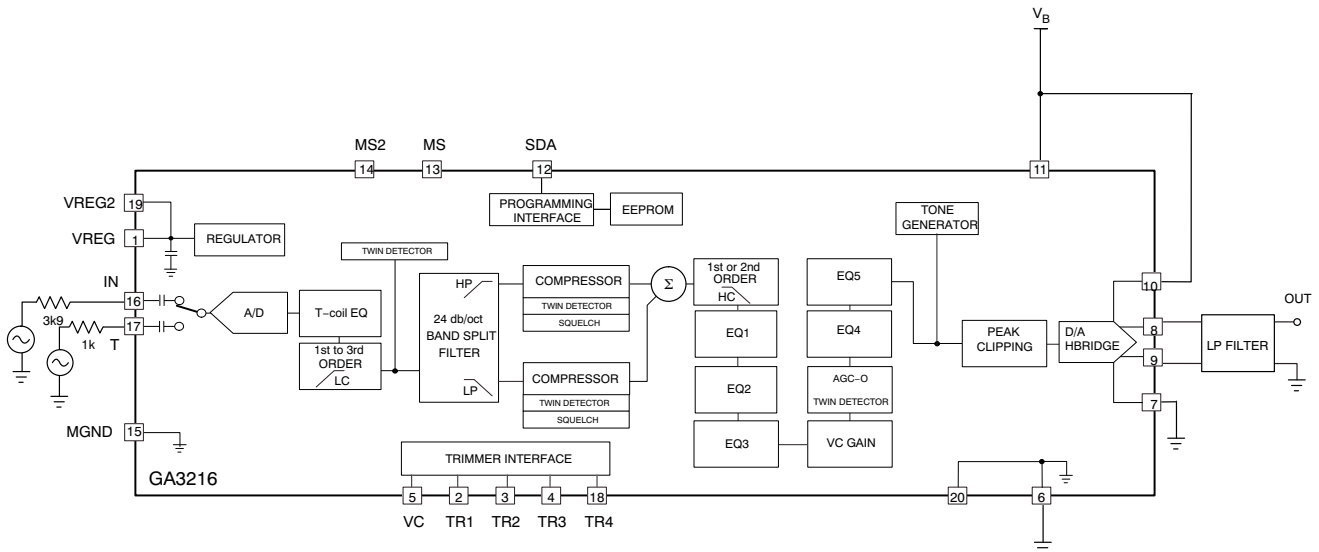 VB
MS2
MS
SDA
14
13
12
11
VREG2
19
PROGRAMMING
INTERFACE
EEPROM
TONE
GENERATOR
VREG
1
REGULATOR
TWIN DETECTOR
IN
16
3k9
17
1k
T
A/D
T-coil EQ
1st to 3rd
ORDER
LC
HP
24 db/oct
BAND SPLIT
FILTER
LP
COMPRESSOR
TWIN DETECTOR
SQUELCH
COMPRESSOR
TWIN DETECTOR
SQUELCH
Σ
1st or 2nd
ORDER
HC
EQ1
EQ2
EQ3
EQ5
EQ4
AGC-O
TWIN DETECTOR
VC GAIN
PEAK
CLIPPING
D/A
HBRIDGE
10
8
9
7
OUT
LP FILTER
MGND
15
TRIMMER INTERFACE
GA3216
5
2
3
4
18
20
6
VC
TR1
TR2
TR3
TR4